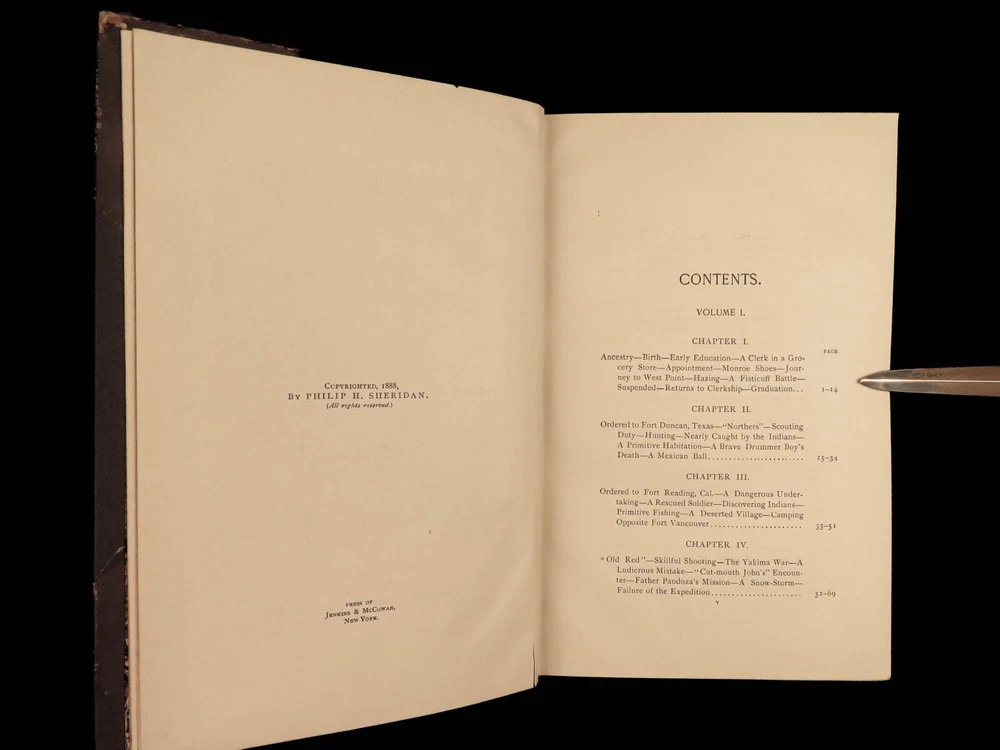 Copyrighted, 1888,
By PHILIP H. SHERIDAN.
(All rights reserved.)
PRESS OF
Jenkins & McCowan,
New York.
CONTENTS.
VOLUME I.
CHAPTER I.
PAGE
Ancestry—Birth—Early Education—A Clerk in a Gro-
cery Store—Appointment—Monroe Shoes—Jour-
ney to West Point—Hazing—A Fisticuff Battle—
Suspended—Returns to Clerkship—Graduation... 1-14
CHAPTER II.
Ordered to Fort Duncan, Texas—"Northers"—Scouting
Duty—Hunting—Nearly Caught by the Indians—
A Primitive Habitation—A Brave Drummer Boy's
Death—A Mexican Ball....................... 15-34
CHAPTER III.
Ordered to Fort Reading, Cal.—A Dangerous Under-
taking—A Rescued Soldier—Discovering Indians—
Primitive Fishing—A Deserted Village—Camping
Opposite Fort Vancouver...................... 35-51
CHAPTER IV.
"Old Red"—Skillful Shooting—The Yakima War—A
Ludicrous Mistake—"Cut-mouth John's" Encoun-
ter—Father Pandoza's Mission—A Snow-Storm—
Failure of the Expedition...................... 52-69
v